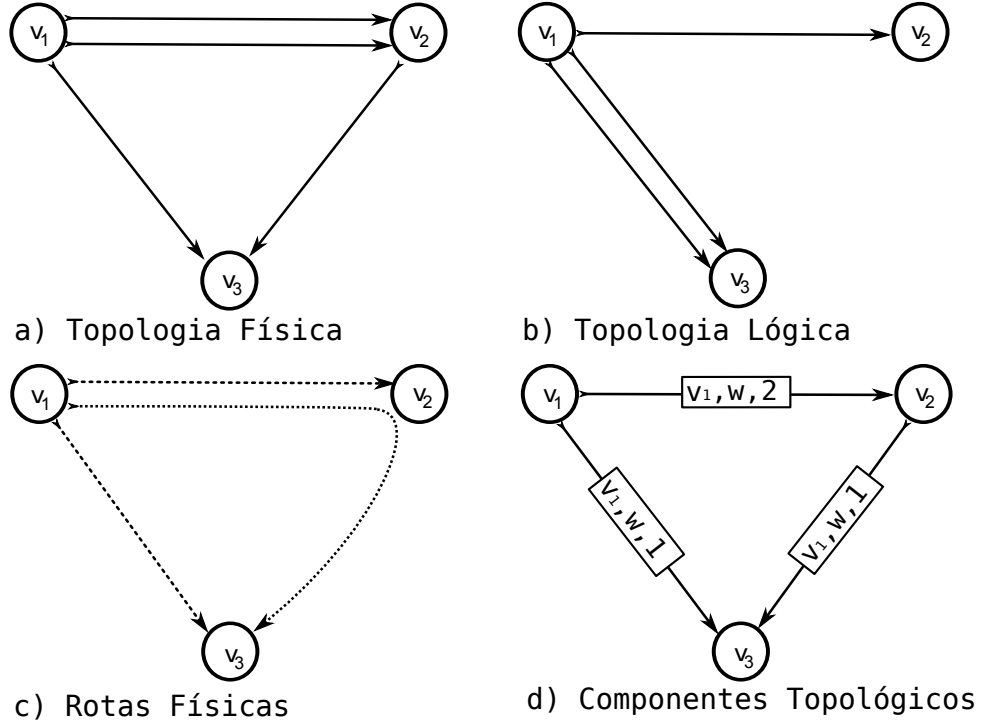 v1 v2
v3
a) Topologia Física
v1 v2
v3
b) Topologia Lógica
v1 v2
v3
c) Rotas Físicas
v1 v1,w,2 v2
v1,w,1 v1,w,1
v3
d) Componentes Topológicos